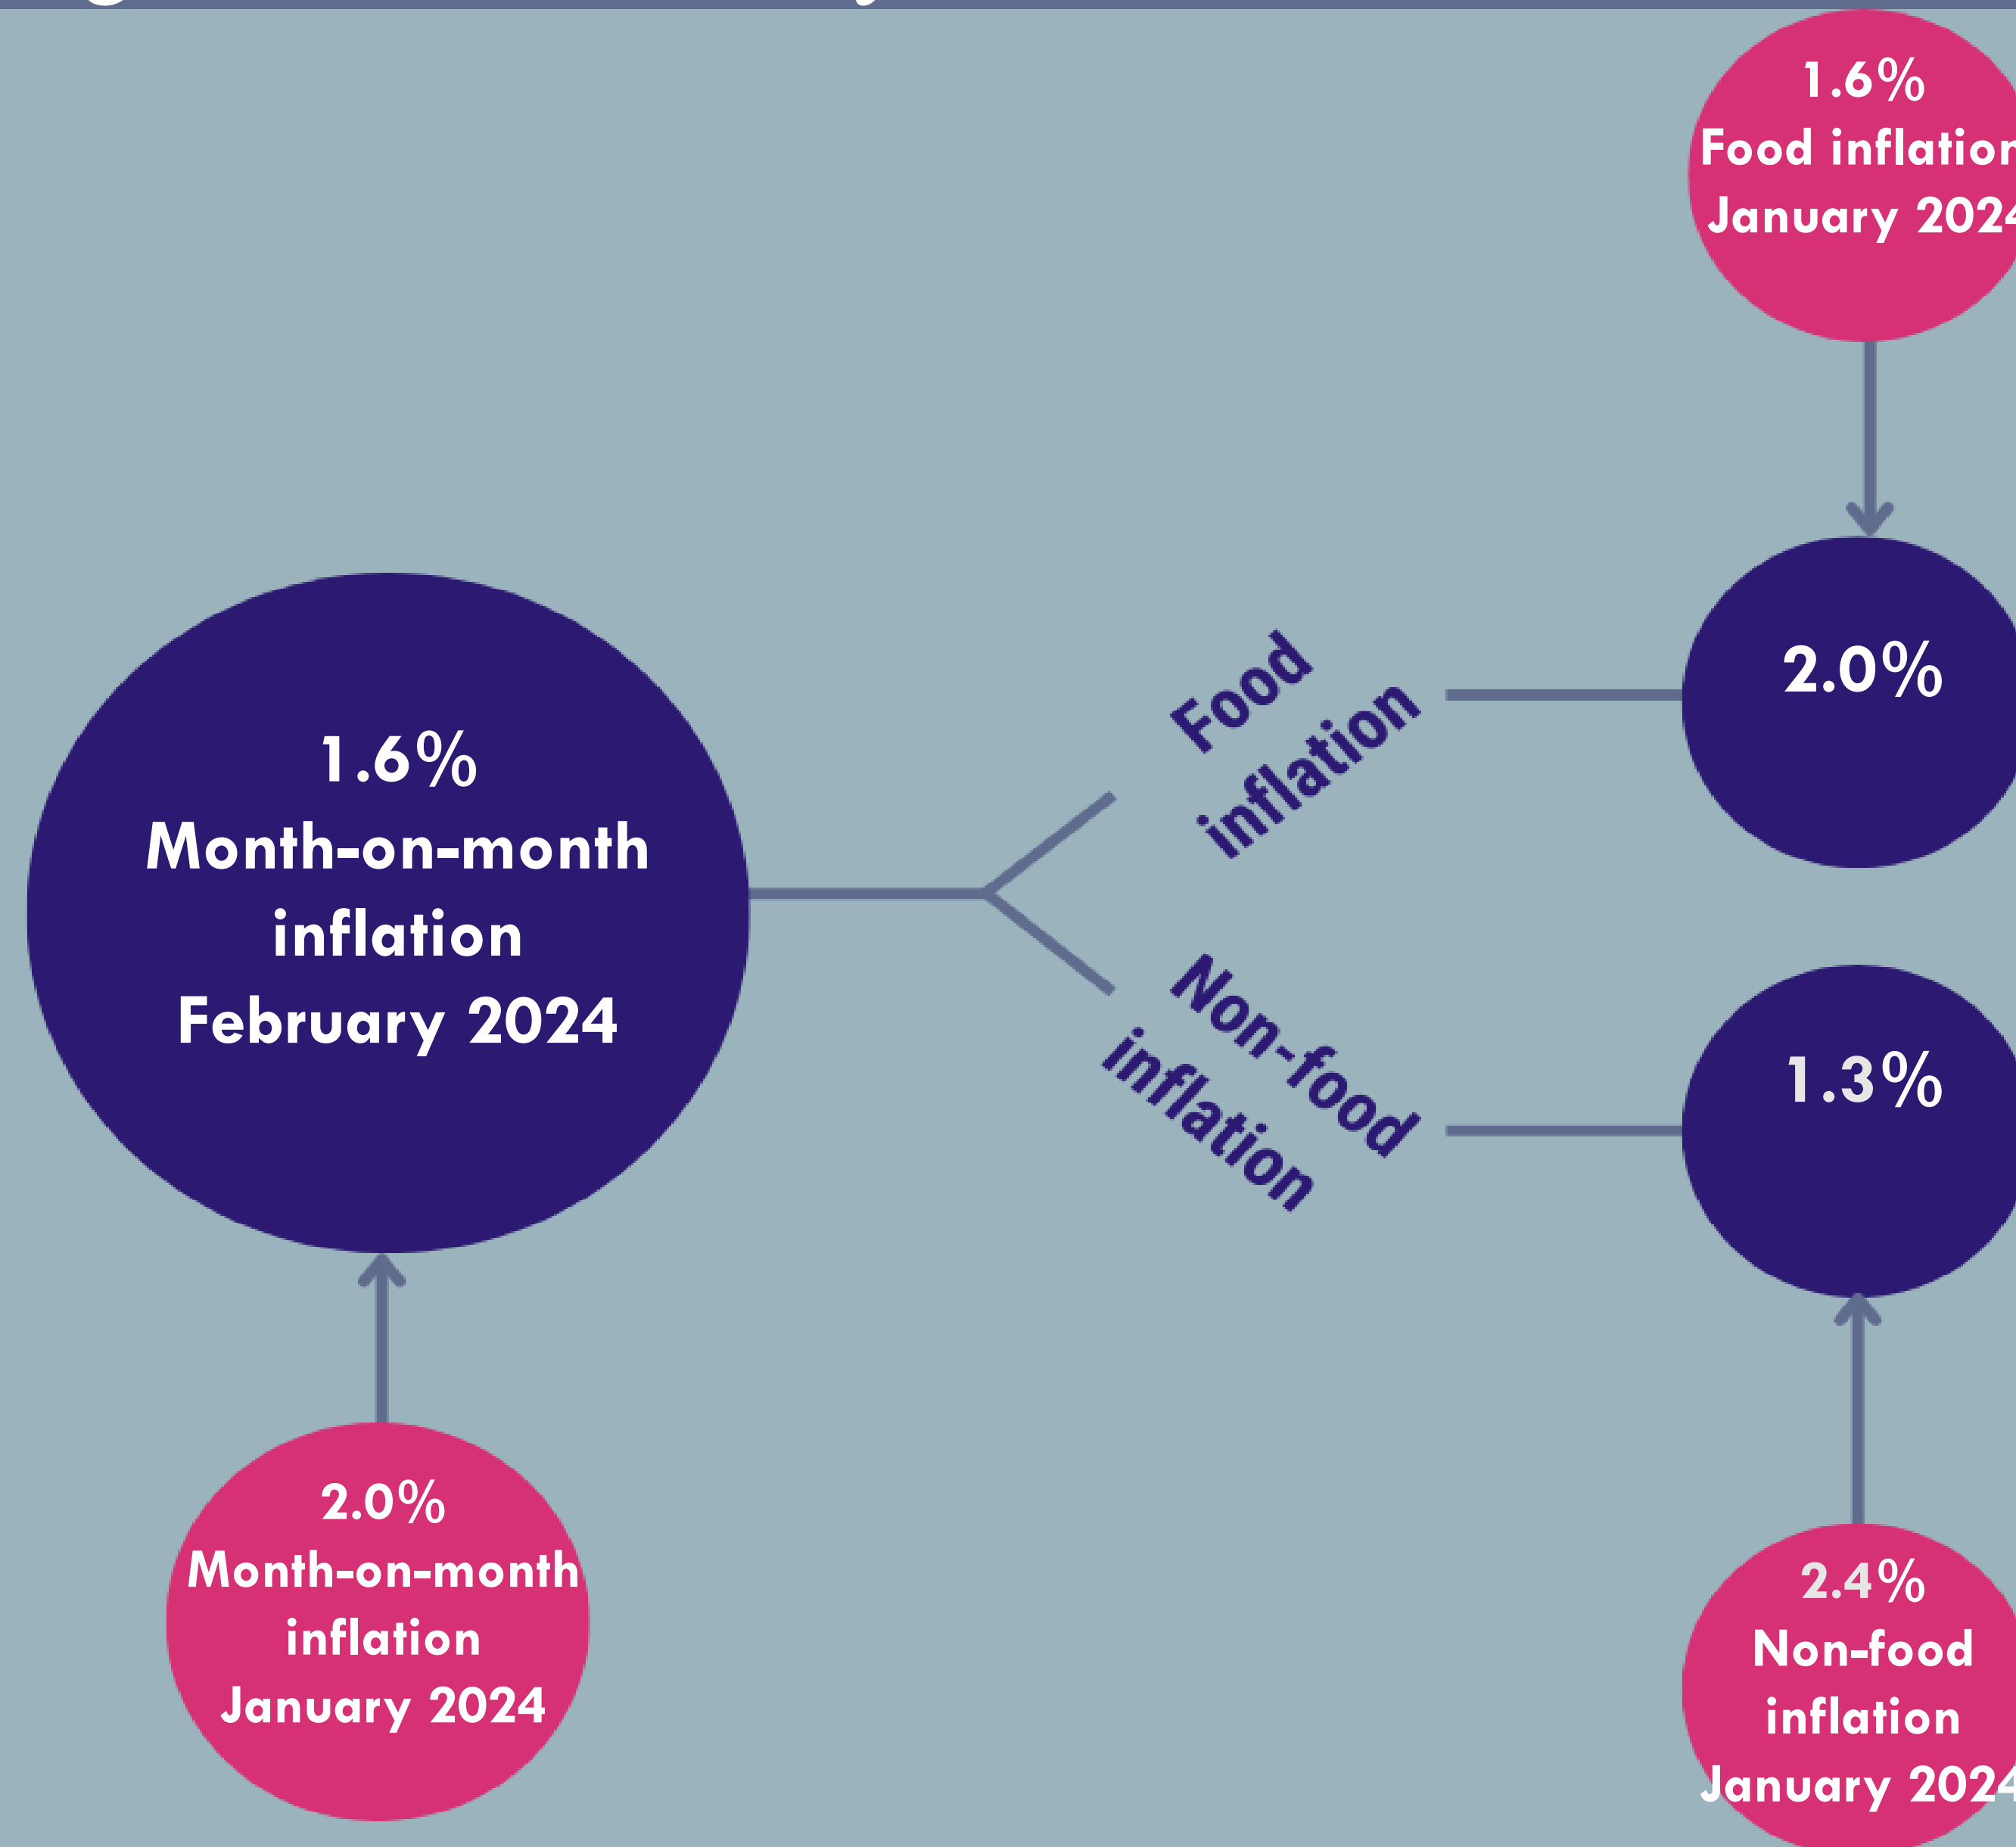 1.6%
Food inflation
January 2024
2.0%
Food
inflation
1.6%
Month-on-month
inflation
February 2024
Non-food
inflation
1.3%
2.0%
Month-on-month
inflation
January 2024
2.4%
Non-food
inflation
January 2024